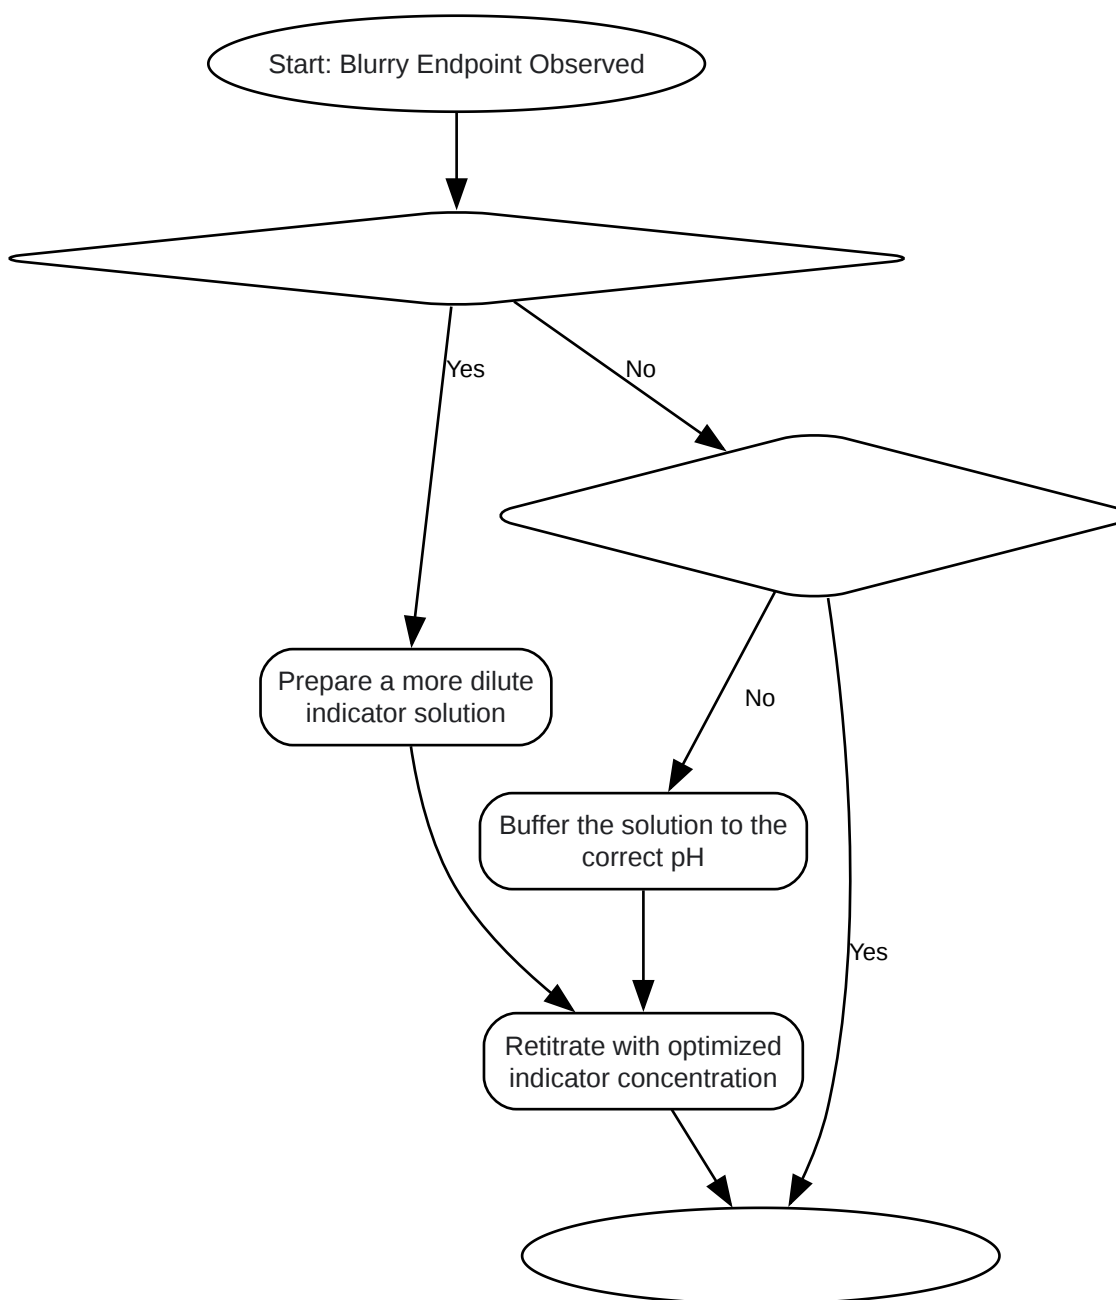 Start: Blurry Endpoint Observed
Yes
No
Prepare a more dilute
indicator solution
No
Buffer the solution to the
correct pH
Yes
Retitrate with optimized
indicator concentration